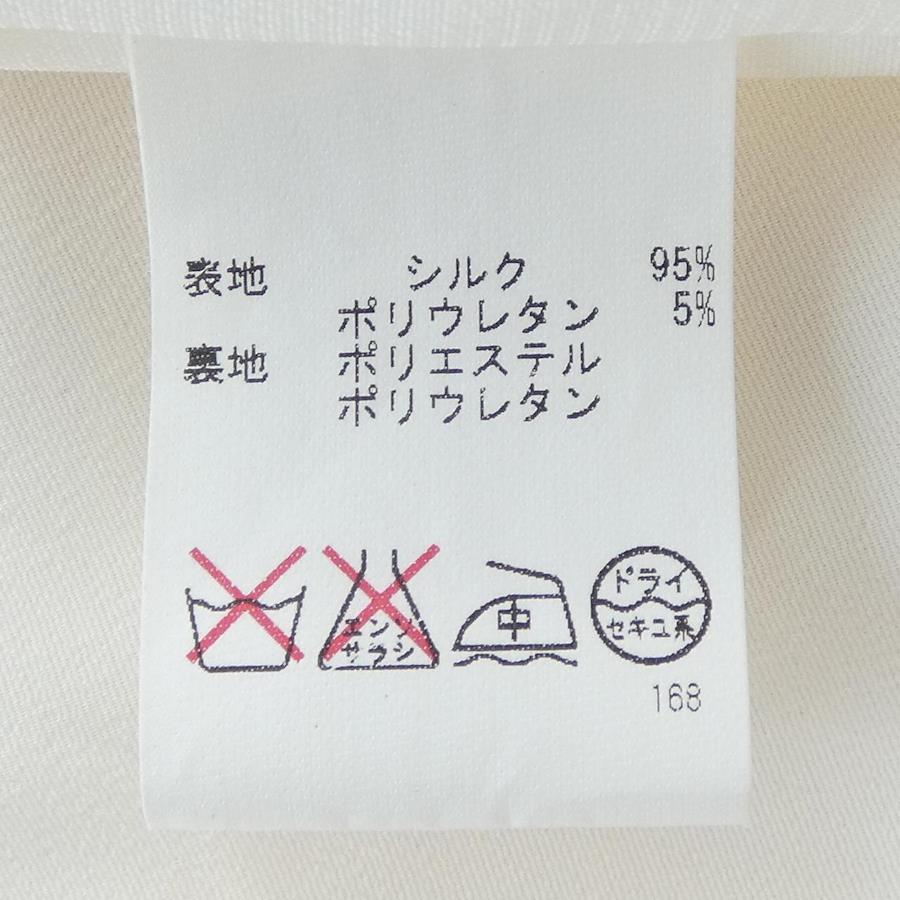 表地 シルク 95%
ポリウレタン 5%
裏地 ポリエステル
ポリウレタン
エンソ
サラシ
中
ドライ
セキユ系
168